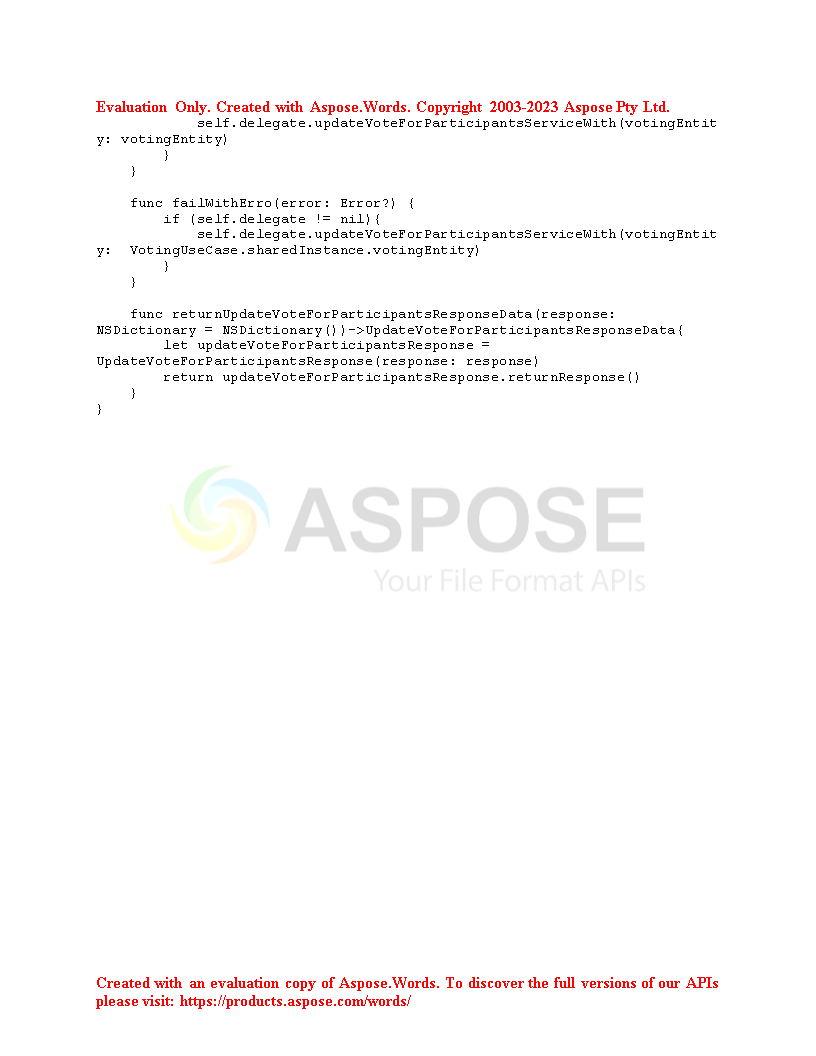 Evaluation Only. Created with Aspose.Words. Copyright 2003-2023 Aspose Pty Ltd.
            self.delegate.updateVoteForParticipantsServiceWith(votingEntit
y: votingEntity)
        }
    }

    func failWithErro(error: Error?) {
        if (self.delegate != nil){
            self.delegate.updateVoteForParticipantsServiceWith(votingEntit
y:  VotingUseCase.sharedInstance.votingEntity)
        }
    }

    func returnUpdateVoteForParticipantsResponseData(response:
NSDictionary = NSDictionary())->UpdateVoteForParticipantsResponseData{
        let updateVoteForParticipantsResponse =
UpdateVoteForParticipantsResponse(response: response)
        return updateVoteForParticipantsResponse.returnResponse()
    }
}
ASPOSE
Your File Format APIs
Created with an evaluation copy of Aspose.Words. To discover the full versions of our APIs
please visit: https://products.aspose.com/words/